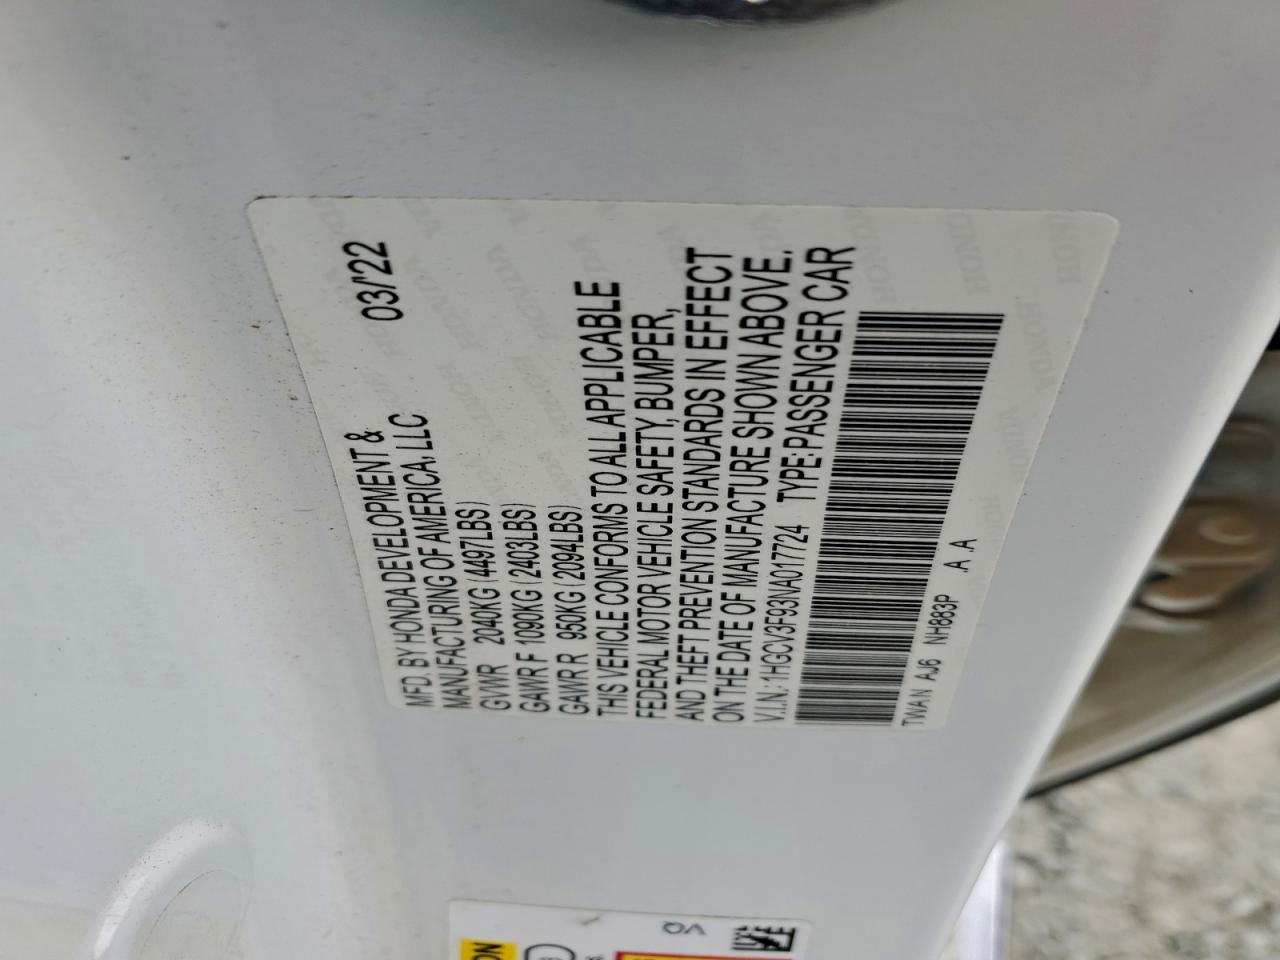 MFD. BY HONDA DEVELOPMENT & 03/'22
MANUFACTURING OF AMERICA, LLC
GVWR 2040KG (4497LBS)
GAWR F 1090KG (2403LBS)
GAWR R 950KG (2094LBS)
THIS VEHICLE CONFORMS TO ALL APPLICABLE
FEDERAL MOTOR VEHICLE SAFETY, BUMPER,
AND THEFT PREVENTION STANDARDS IN EFFECT
ON THE DATE OF MANUFACTURE SHOWN ABOVE.
V.I.N.: 1HGCV3F93NA017724 TYPE: PASSENGER CAR
TWA N AJ6 NH883P .A .A
VQ